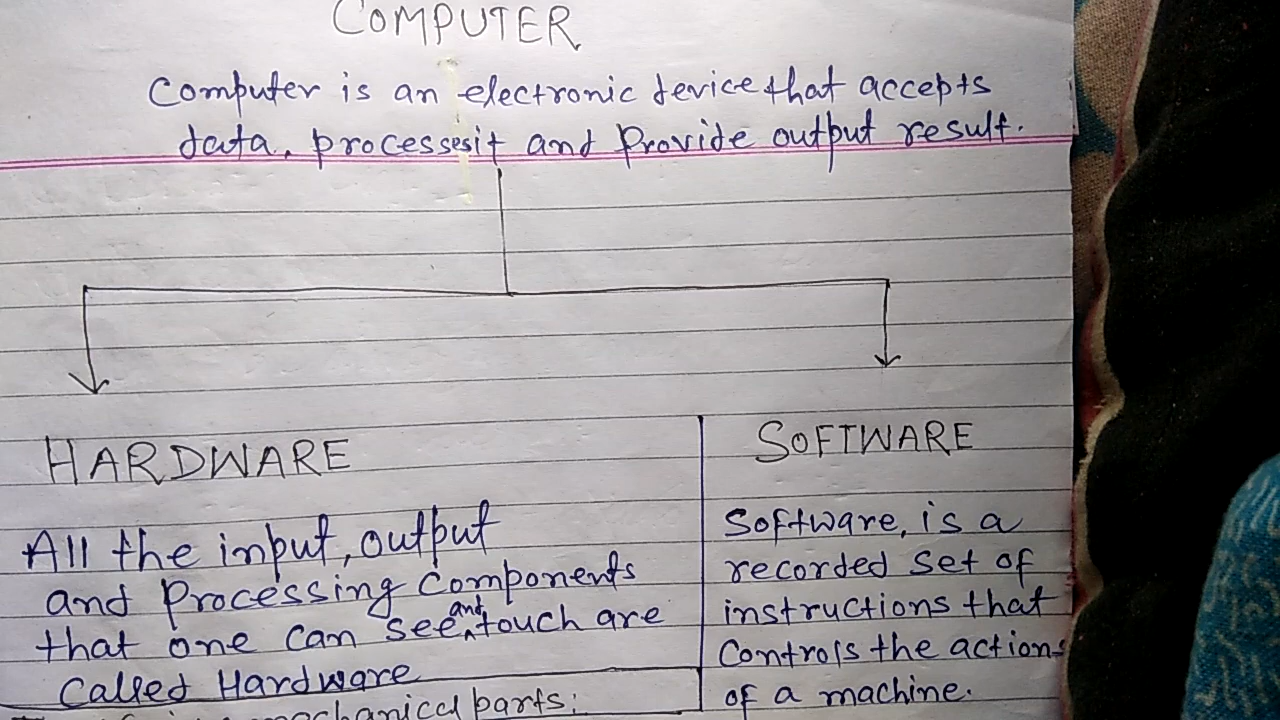 COMPUTER
Computer is an electronic device that accepts
data, processesit and Provide output result.
HARDWARE
All the input, output
and Processing Components
that one can see and touch are
Called Hardware
mechanical parts:
SOFTWARE
Software, is a
recorded set of
instructions that
Controls the actions
of a machine.